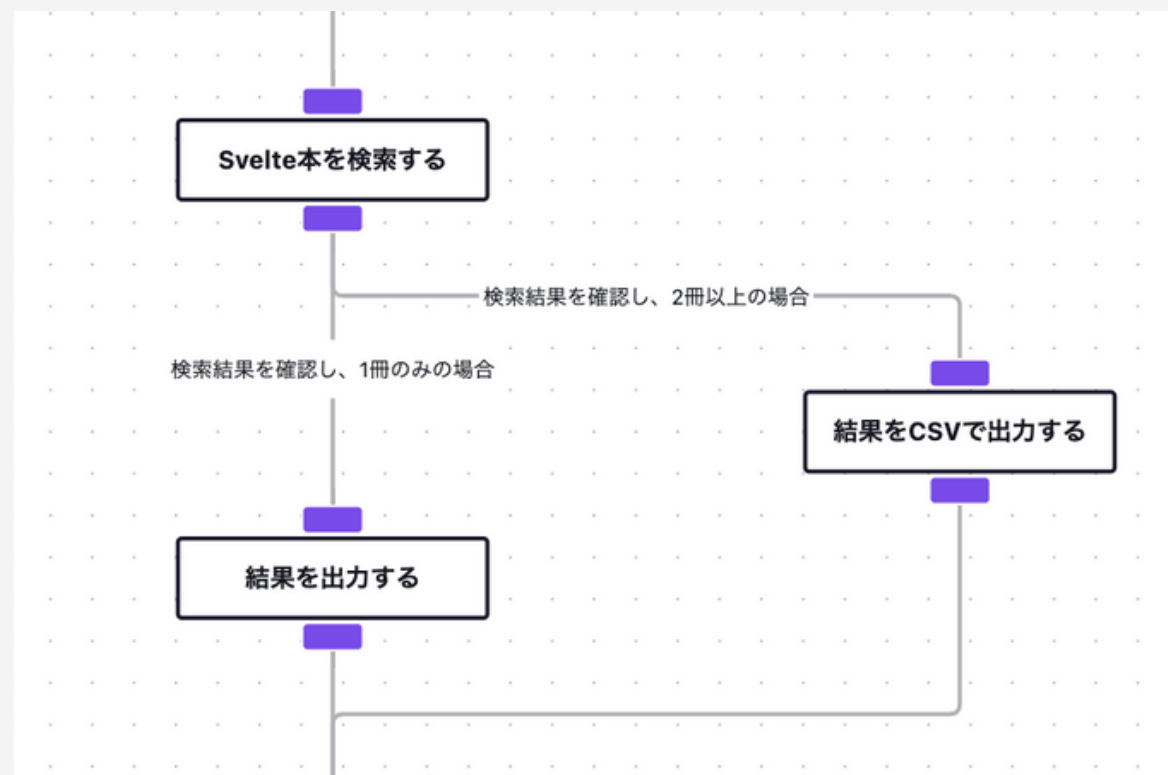 Svelte本を検索する
検索結果を確認し、2冊以上の場合
検索結果を確認し、1冊のみの場合
結果をCSVで出力する
結果を出力する